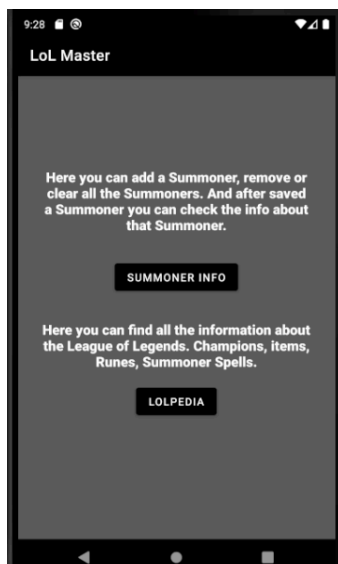 9:28
LoL Master
Here you can add a Summoner, remove or
clear all the Summoners. And after saved
a Summoner you can check the info about
that Summoner.
SUMMONER INFO
Here you can find all the information about
the League of Legends. Champions, items,
Runes, Summoner Spells.
LOLPEDIA